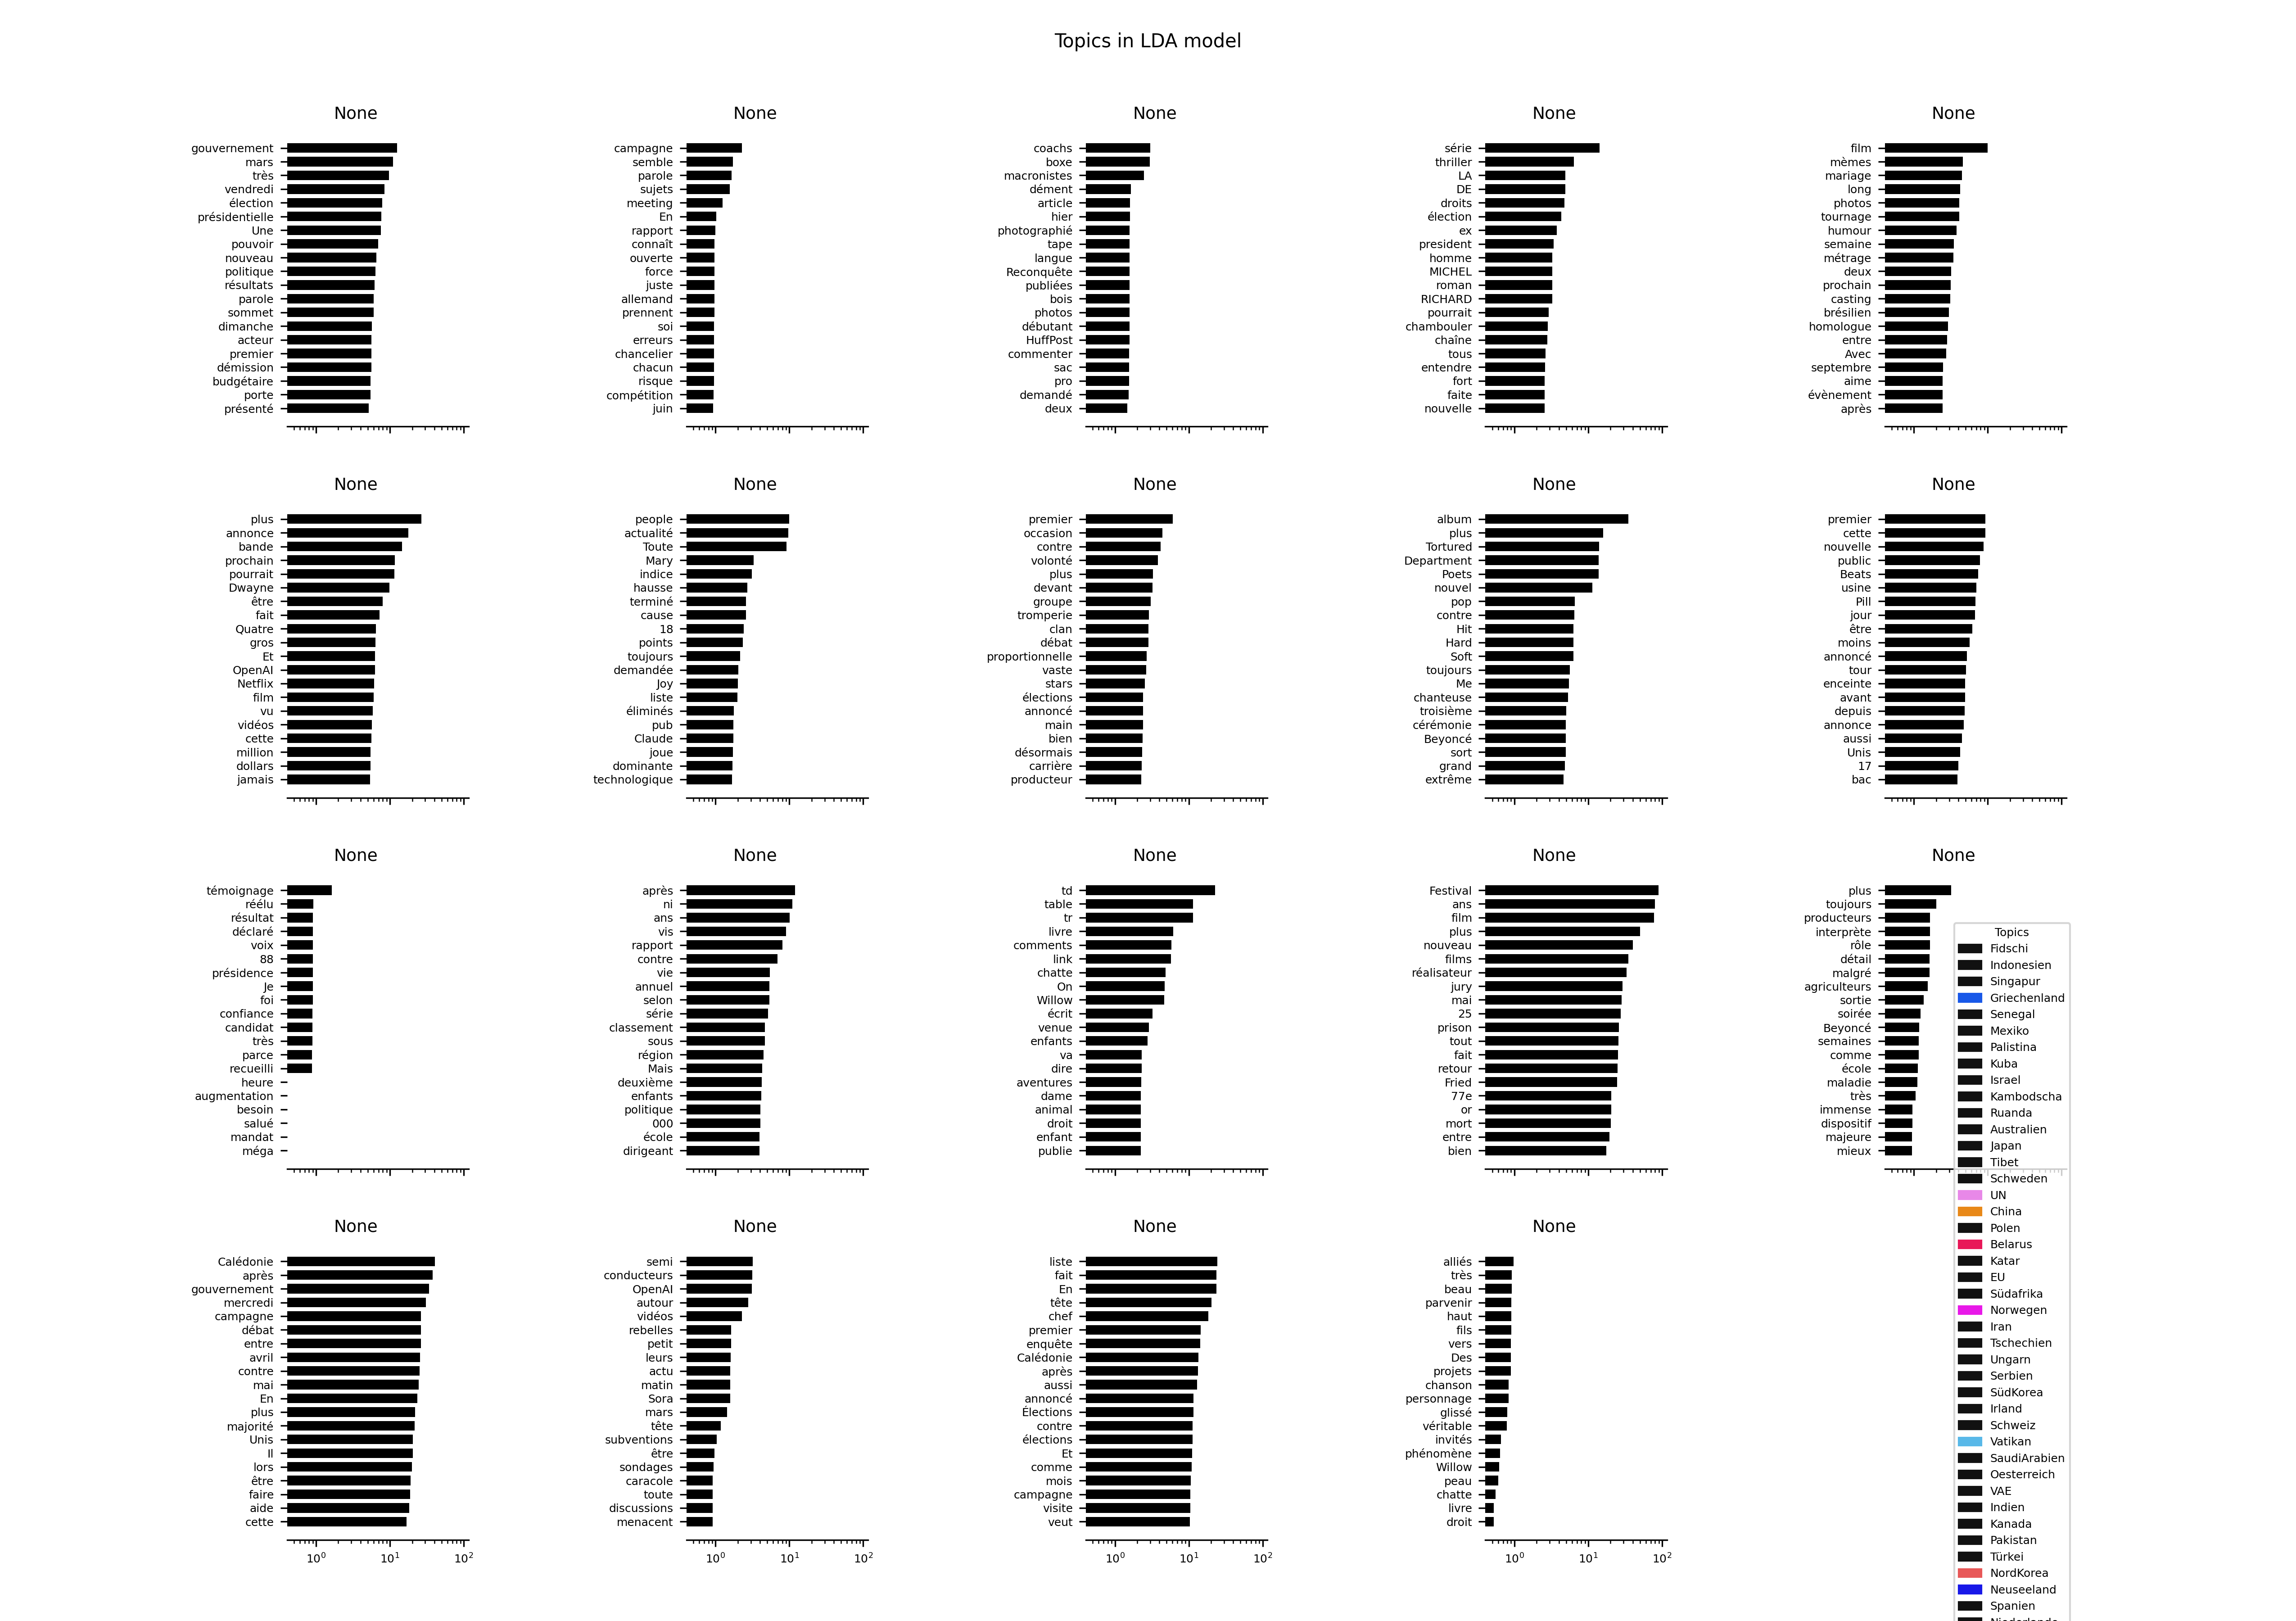 Topics in LDA model
None
gouvernement
mars
très
vendredi
élection
présidentielle
Une
pouvoir
nouveau
politique
résultats
parole
sommet
dimanche
acteur
premier
démission
budgétaire
porte
présenté
None
campagne
semble
parole
sujets
meeting
En
rapport
connaît
ouverte
force
juste
allemand
prennent
soi
erreurs
chancelier
chacun
risque
compétition
juin
None
coachs
boxe
macronistes
dément
article
hier
photographié
tape
langue
Reconquête
publiées
bois
photos
débutant
HuffPost
commenter
sac
pro
demandé
deux
None
série
thriller
LA
DE
droits
élection
ex
president
homme
MICHEL
roman
RICHARD
pourrait
chambouler
chaîne
tous
entendre
fort
faite
nouvelle
None
film
mèmes
mariage
long
photos
tournage
humour
semaine
métrage
deux
prochain
casting
brésilien
homologue
entre
Avec
septembre
aime
évènement
après
None
plus
annonce
bande
prochain
pourrait
Dwayne
être
fait
Quatre
gros
Et
OpenAI
Netflix
film
vu
vidéos
cette
million
dollars
jamais
None
people
actualité
Toute
Mary
indice
hausse
terminé
cause
18
points
toujours
demandée
Joy
liste
éliminés
pub
Claude
joue
dominante
technologique
None
premier
occasion
contre
volonté
plus
devant
groupe
tromperie
clan
débat
proportionnelle
vaste
stars
élections
annoncé
main
bien
désormais
carrière
producteur
None
album
plus
Tortured
Department
Poets
nouvel
pop
contre
Hit
Hard
Soft
toujours
Me
chanteuse
troisième
cérémonie
Beyoncé
sort
grand
extrême
None
premier
cette
nouvelle
public
Beats
usine
Pill
jour
être
moins
annoncé
tour
enceinte
avant
depuis
annonce
aussi
Unis
17
bac
None
témoignage
réélu
résultat
déclaré
voix
88
présidence
Je
foi
confiance
candidat
très
parce
recueilli
heure
augmentation
besoin
salué
mandat
méga
None
après
ni
ans
vis
rapport
contre
vie
annuel
selon
série
classement
sous
région
Mais
deuxième
enfants
politique
000
école
dirigeant
None
td
table
tr
livre
comments
link
chatte
On
Willow
écrit
venue
enfants
va
dire
aventures
dame
animal
droit
enfant
publie
None
Festival
ans
film
plus
nouveau
films
réalisateur
jury
mai
25
prison
tout
fait
retour
Fried
77e
or
mort
entre
bien
None
plus
toujours
producteurs
interprète
rôle
détail
malgré
agriculteurs
sortie
soirée
Beyoncé
semaines
comme
école
maladie
très
immense
dispositif
majeure
mieux
None
Calédonie
après
gouvernement
mercredi
campagne
débat
entre
avril
contre
mai
En
plus
majorité
Unis
Il
lors
être
faire
aide
cette
10⁰ 10¹ 10²
None
semi
conducteurs
OpenAI
autour
vidéos
rebelles
petit
leurs
actu
matin
Sora
mars
tête
subventions
être
sondages
caracole
toute
discussions
menacent
10⁰ 10¹ 10²
None
liste
fait
En
tête
chef
premier
enquête
Calédonie
après
aussi
annoncé
Élections
contre
élections
Et
comme
mois
campagne
visite
veut
10⁰ 10¹ 10²
None
alliés
très
beau
parvenir
haut
fils
vers
Des
projets
chanson
personnage
glissé
véritable
invités
phénomène
Willow
peau
chatte
livre
droit
10⁰ 10¹ 10²
Topics
Fidschi
Indonesien
Singapur
Griechenland
Senegal
Mexiko
Palistina
Kuba
Israel
Kambodscha
Ruanda
Australien
Japan
Tibet
Schweden
UN
China
Polen
Belarus
Katar
EU
Südafrika
Norwegen
Iran
Tschechien
Ungarn
Serbien
SüdKorea
Irland
Schweiz
Vatikan
SaudiArabien
Oesterreich
VAE
Indien
Kanada
Pakistan
Türkei
NordKorea
Neuseeland
Spanien